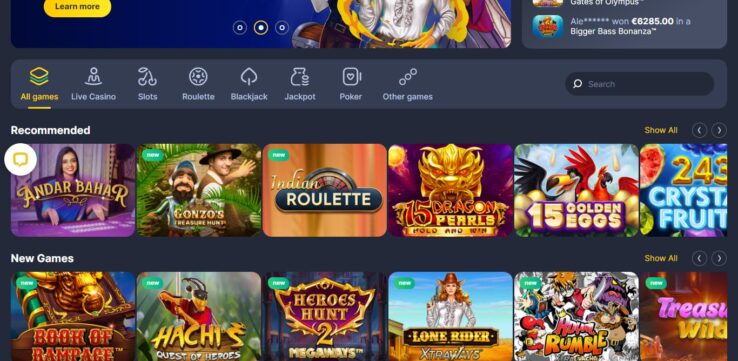 Learn more
Gates of Olympus™
Ale****** won €6285.00 in a
Bigger Bass Bonanza™
All games
Live Casino
Slots
Roulette
Blackjack
Jackpot
Poker
Other games
Search
Recommended
Show All
ANDAR BAHAR
new
GONZO'S
TREASURE HUNT
new
Indian
ROULETTE
15 DRAGON
PEARLS
HOLD AND WIN
15 GOLDEN
EGGS
243
CRYSTA
FRUIT
New Games
Show All
new
BOOK OF
RAMPAGE
new
HACHI'S
QUEST OF HEROES
new
HEROES
HUNT
2
MEGAWAYS™
new
LONE RIDER
XTRAWAYS
new
RUMBLE
new
Treasu
Wild